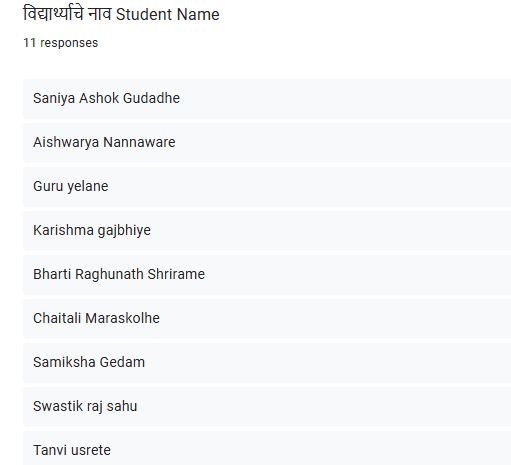 विद्यार्थ्याचे नाव Student Name
11 responses
Saniya Ashok Gudadhe
Aishwarya Nannaware
Guru yelane
Karishma gajbhiye
Bharti Raghunath Shrirame
Chaitali Maraskolhe
Samiksha Gedam
Swastik raj sahu
Tanvi usrete